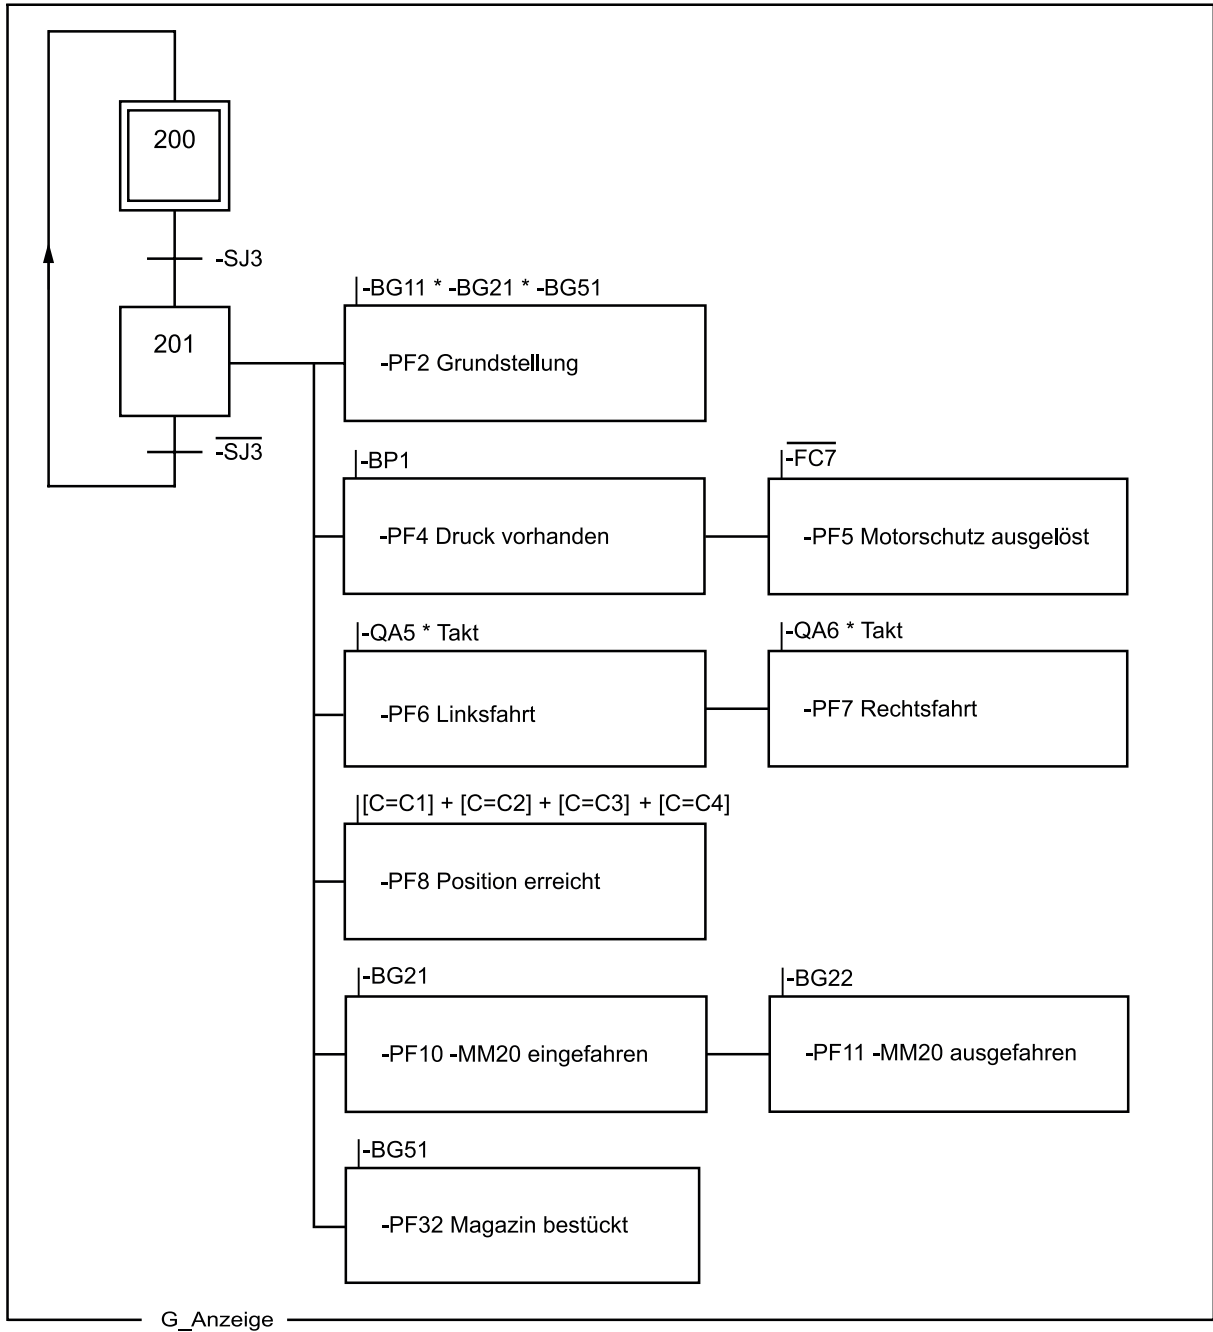 200
-SJ3
201
-BG11 * -BG21 * -BG51
-PF2 Grundstellung
-SJ3
-BP1
-FC7
-PF4 Druck vorhanden
-PF5 Motorschutz ausgelöst
-QA5 * Takt
-QA6 * Takt
-PF6 Linksfahrt
-PF7 Rechtsfahrt
[C=C1] + [C=C2] + [C=C3] + [C=C4]
-PF8 Position erreicht
-BG21
-BG22
-PF10 -MM20 eingefahren
-PF11 -MM20 ausgefahren
-BG51
-PF32 Magazin bestückt
G_Anzeige